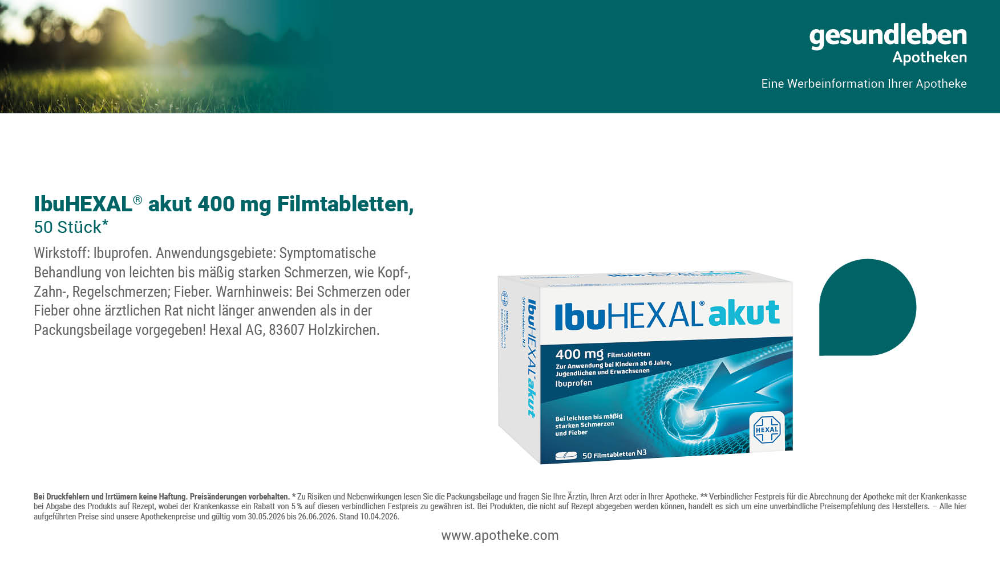 gesundleben
Apotheken
Eine Werbeinformation Ihrer Apotheke
IbuHEXAL® akut 400 mg Filmtabletten,
50 Stück*
Wirkstoff: Ibuprofen. Anwendungsgebiete: Symptomatische
Behandlung von leichten bis mäßig starken Schmerzen, wie Kopf-,
Zahn-, Regelschmerzen; Fieber. Warnhinweis: Bei Schmerzen oder
Fieber ohne ärztlichen Rat nicht länger anwenden als in der
Packungsbeilage vorgegeben! Hexal AG, 83607 Holzkirchen.
IbuHEXAL akut
IbuHEXAL® akut
50 Filmtabletten N3
Hexal AG
Industriestraße 25
83607 Holzkirchen
IbuHEXAL® akut
400 mg Filmtabletten
Zur Anwendung bei Kindern ab 6 Jahre,
Jugendlichen und Erwachsenen
Ibuprofen
Bei leichten bis mäßig
starken Schmerzen
und Fieber
HEXAL
50 Filmtabletten N3
Bei Druckfehlern und Irrtümern keine Haftung. Preisänderungen vorbehalten. * Zu Risiken und Nebenwirkungen lesen Sie die Packungsbeilage und fragen Sie Ihre Ärztin, Ihren Arzt oder in Ihrer Apotheke. ** Verbindlicher Festpreis für die Abrechnung der Apotheke mit der Krankenkasse
bei Abgabe des Produkts auf Rezept, wobei der Krankenkasse ein Rabatt von 5 % auf diesen verbindlichen Festpreis zu gewähren ist. Bei Produkten, die nicht auf Rezept abgegeben werden können, handelt es sich um eine unverbindliche Preisempfehlung des Herstellers. – Alle hier
aufgeführten Preise sind unsere Apothekenpreise und gültig vom 30.05.2026 bis 26.06.2026. Stand 10.04.2026.
www.apotheke.com